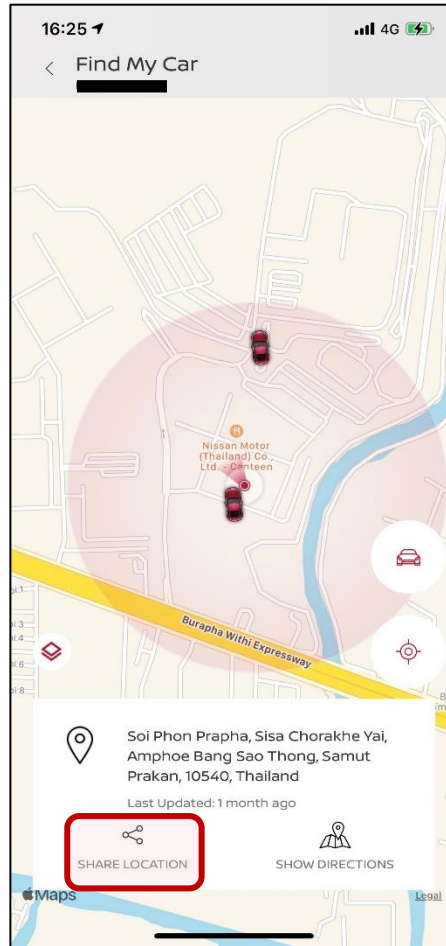 16:25
4G
Find My Car
Nissan Motor
(Thailand) Co.,
Ltd. - Canteen
Burapha Withi Expressway
Soi Phon Prapha, Sisa Chorakhe Yai,
Amphoe Bang Sao Thong, Samut
Prakan, 10540, Thailand
Last Updated: 1 month ago
SHARE LOCATION
SHOW DIRECTIONS
Maps
Legal